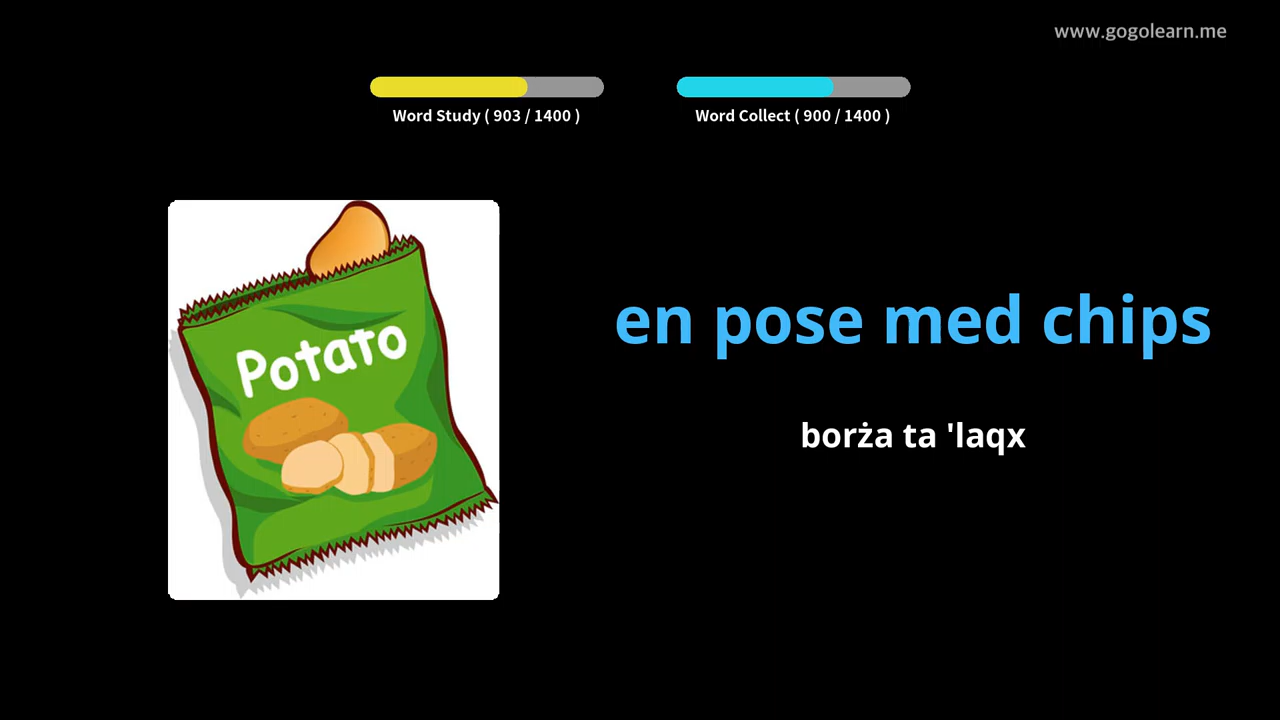 www.gogolearn.me
Word Study ( 903 / 1400 )
Word Collect ( 900 / 1400 )
Potato
en pose med chips
borża ta 'laqx